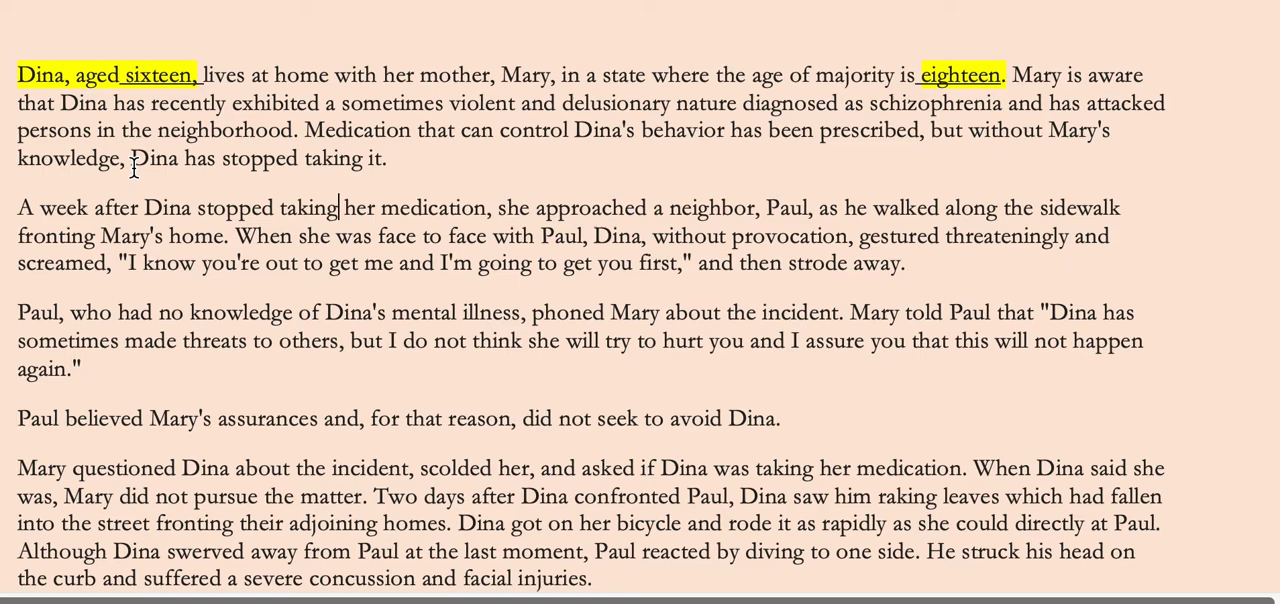 Dina, aged sixteen, lives at home with her mother, Mary, in a state where the age of majority is eighteen. Mary is aware
that Dina has recently exhibited a sometimes violent and delusionary nature diagnosed as schizophrenia and has attacked
persons in the neighborhood. Medication that can control Dina's behavior has been prescribed, but without Mary's
knowledge, Dina has stopped taking it.
A week after Dina stopped taking her medication, she approached a neighbor, Paul, as he walked along the sidewalk
fronting Mary's home. When she was face to face with Paul, Dina, without provocation, gestured threateningly and
screamed, "I know you're out to get me and I'm going to get you first," and then strode away.
Paul, who had no knowledge of Dina's mental illness, phoned Mary about the incident. Mary told Paul that "Dina has
sometimes made threats to others, but I do not think she will try to hurt you and I assure you that this will not happen
again."
Paul believed Mary's assurances and, for that reason, did not seek to avoid Dina.
Mary questioned Dina about the incident, scolded her, and asked if Dina was taking her medication. When Dina said she
was, Mary did not pursue the matter. Two days after Dina confronted Paul, Dina saw him raking leaves which had fallen
into the street fronting their adjoining homes. Dina got on her bicycle and rode it as rapidly as she could directly at Paul.
Although Dina swerved away from Paul at the last moment, Paul reacted by diving to one side. He struck his head on
the curb and suffered a severe concussion and facial injuries.